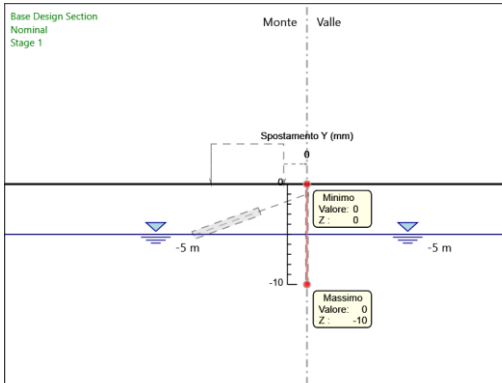 Base Design Section
Nominal
Stage 1
Monte
Valle
Spostamento Y (mm)
0
0
Minimo
Valore: 0
Z : 0
-5 m
-5 m
-10
Massimo
Valore: 0
Z : -10